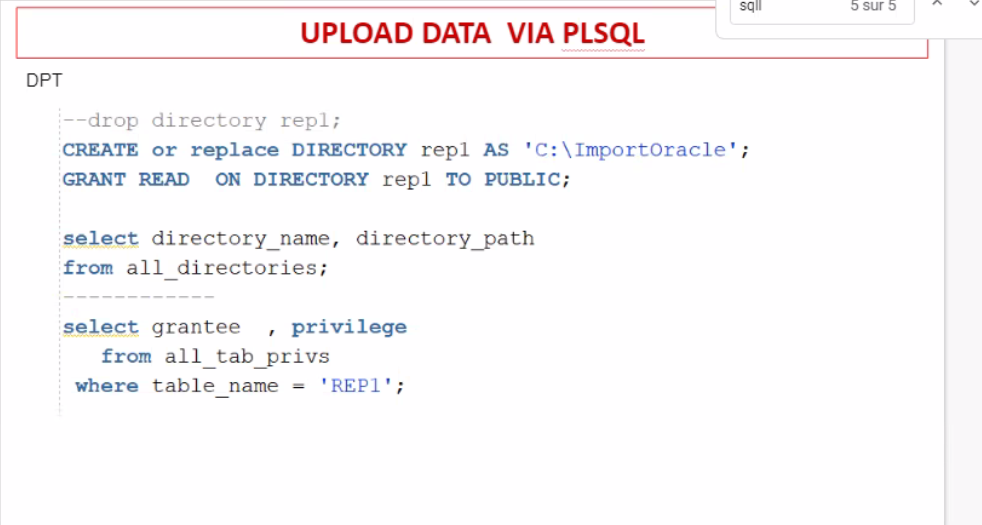 sqll 5 sur 5
UPLOAD DATA VIA PLSQL
DPT
--drop directory rep1;
CREATE or replace DIRECTORY rep1 AS 'C:\ImportOracle';
GRANT READ  ON DIRECTORY rep1 TO PUBLIC;
select directory_name, directory_path
from all_directories;
------------
select grantee  , privilege
   from all_tab_privs
 where table_name = 'REP1';